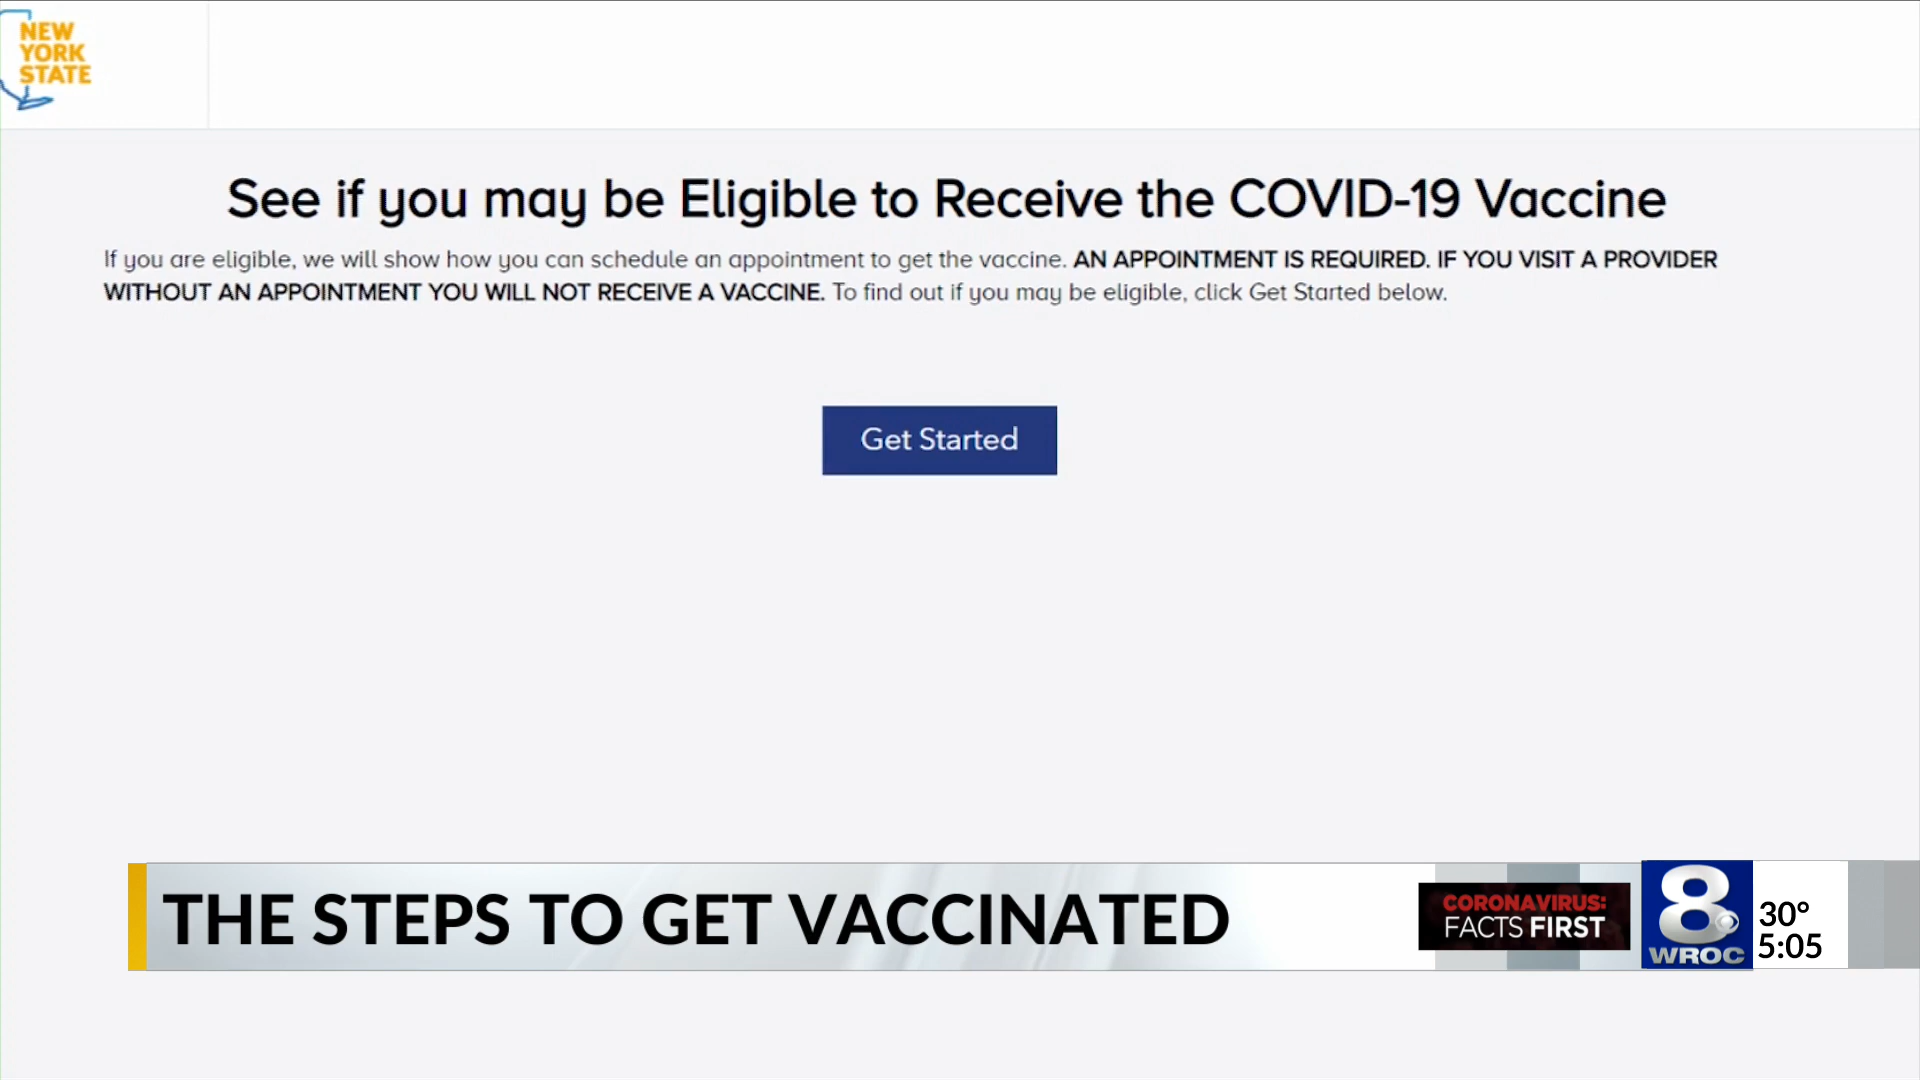 NEW
YORK
STATE
See if you may be Eligible to Receive the COVID-19 Vaccine
If you are eligible, we will show how you can schedule an appointment to get the vaccine. AN APPOINTMENT IS REQUIRED. IF YOU VISIT A PROVIDER
WITHOUT AN APPOINTMENT YOU WILL NOT RECEIVE A VACCINE. To find out if you may be eligible, click Get Started below.
Get Started
THE STEPS TO GET VACCINATED
CORONAVIRUS:
FACTS FIRST
8
WROC
30°
5:05